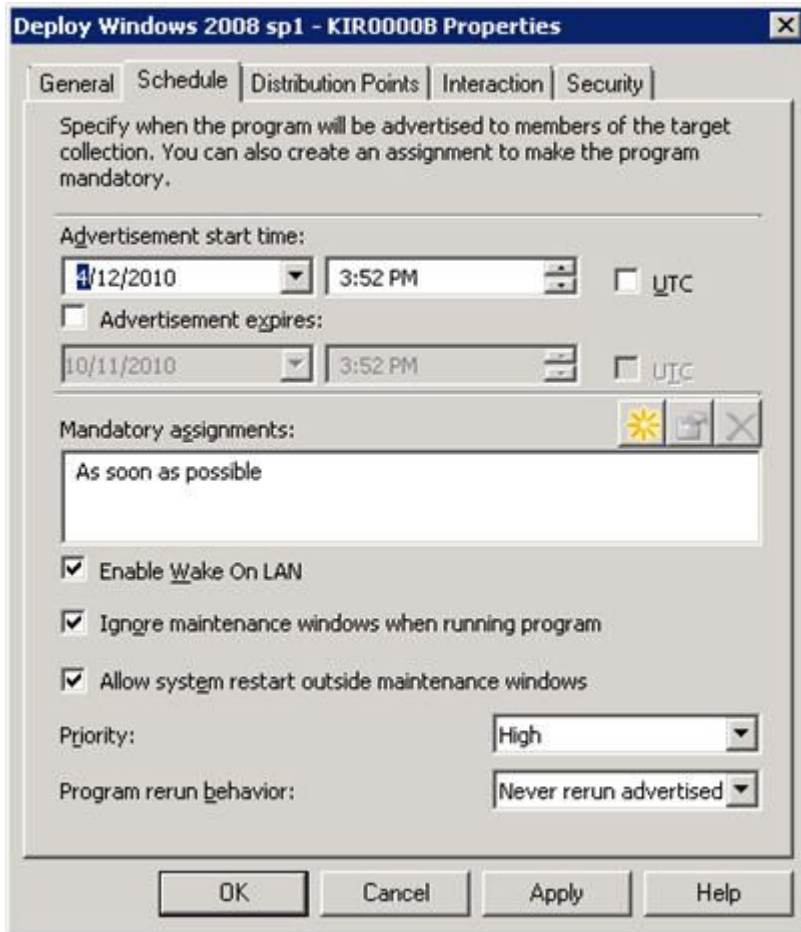 Deploy Windows 2008 sp1 - KIR0000B Properties
General Schedule Distribution Points Interaction Security
Specify when the program will be advertised to members of the target
collection. You can also create an assignment to make the program
mandatory.
Advertisement start time:
4/12/2010 3:52 PM UTC
Advertisement expires:
10/11/2010 3:52 PM UTC
Mandatory assignments:
As soon as possible
Enable Wake On LAN
Ignore maintenance windows when running program
Allow system restart outside maintenance windows
Priority: High
Program rerun behavior: Never rerun advertised
OK Cancel Apply Help